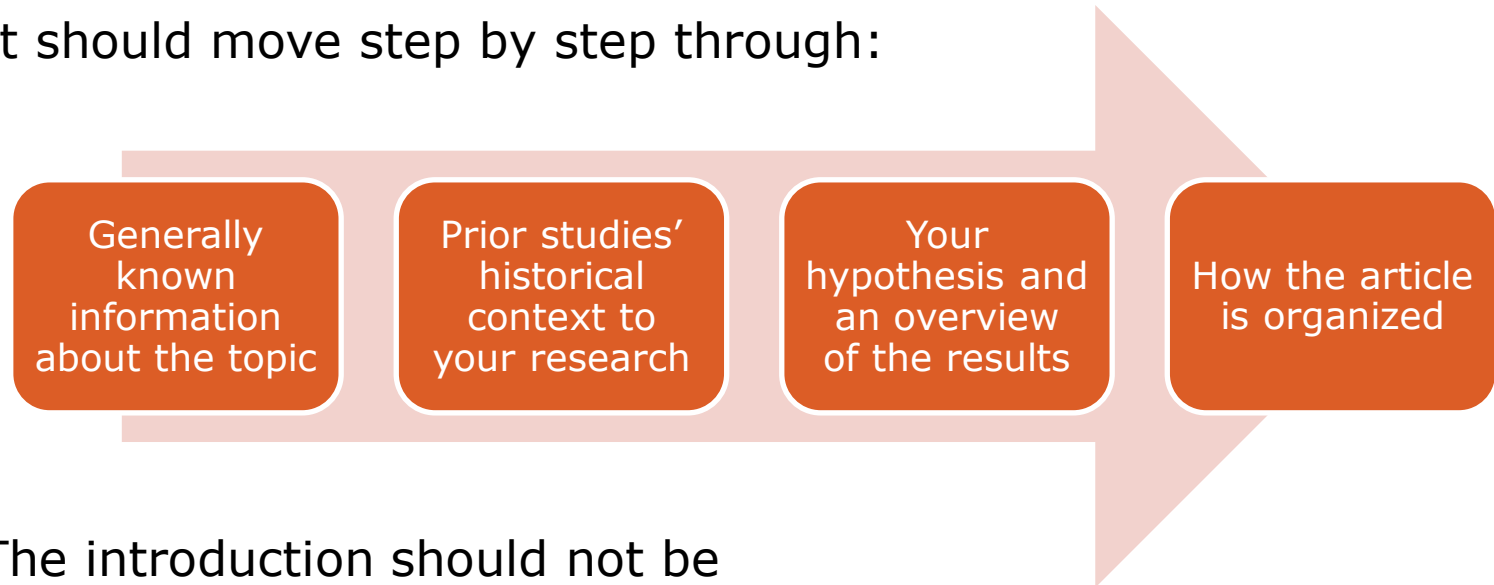 t should move step by step through:
Generally
known
information
about the topic
Prior studies’
historical
context to
your research
Your
hypothesis and
an overview
of the results
How the article
is organized
The introduction should not be